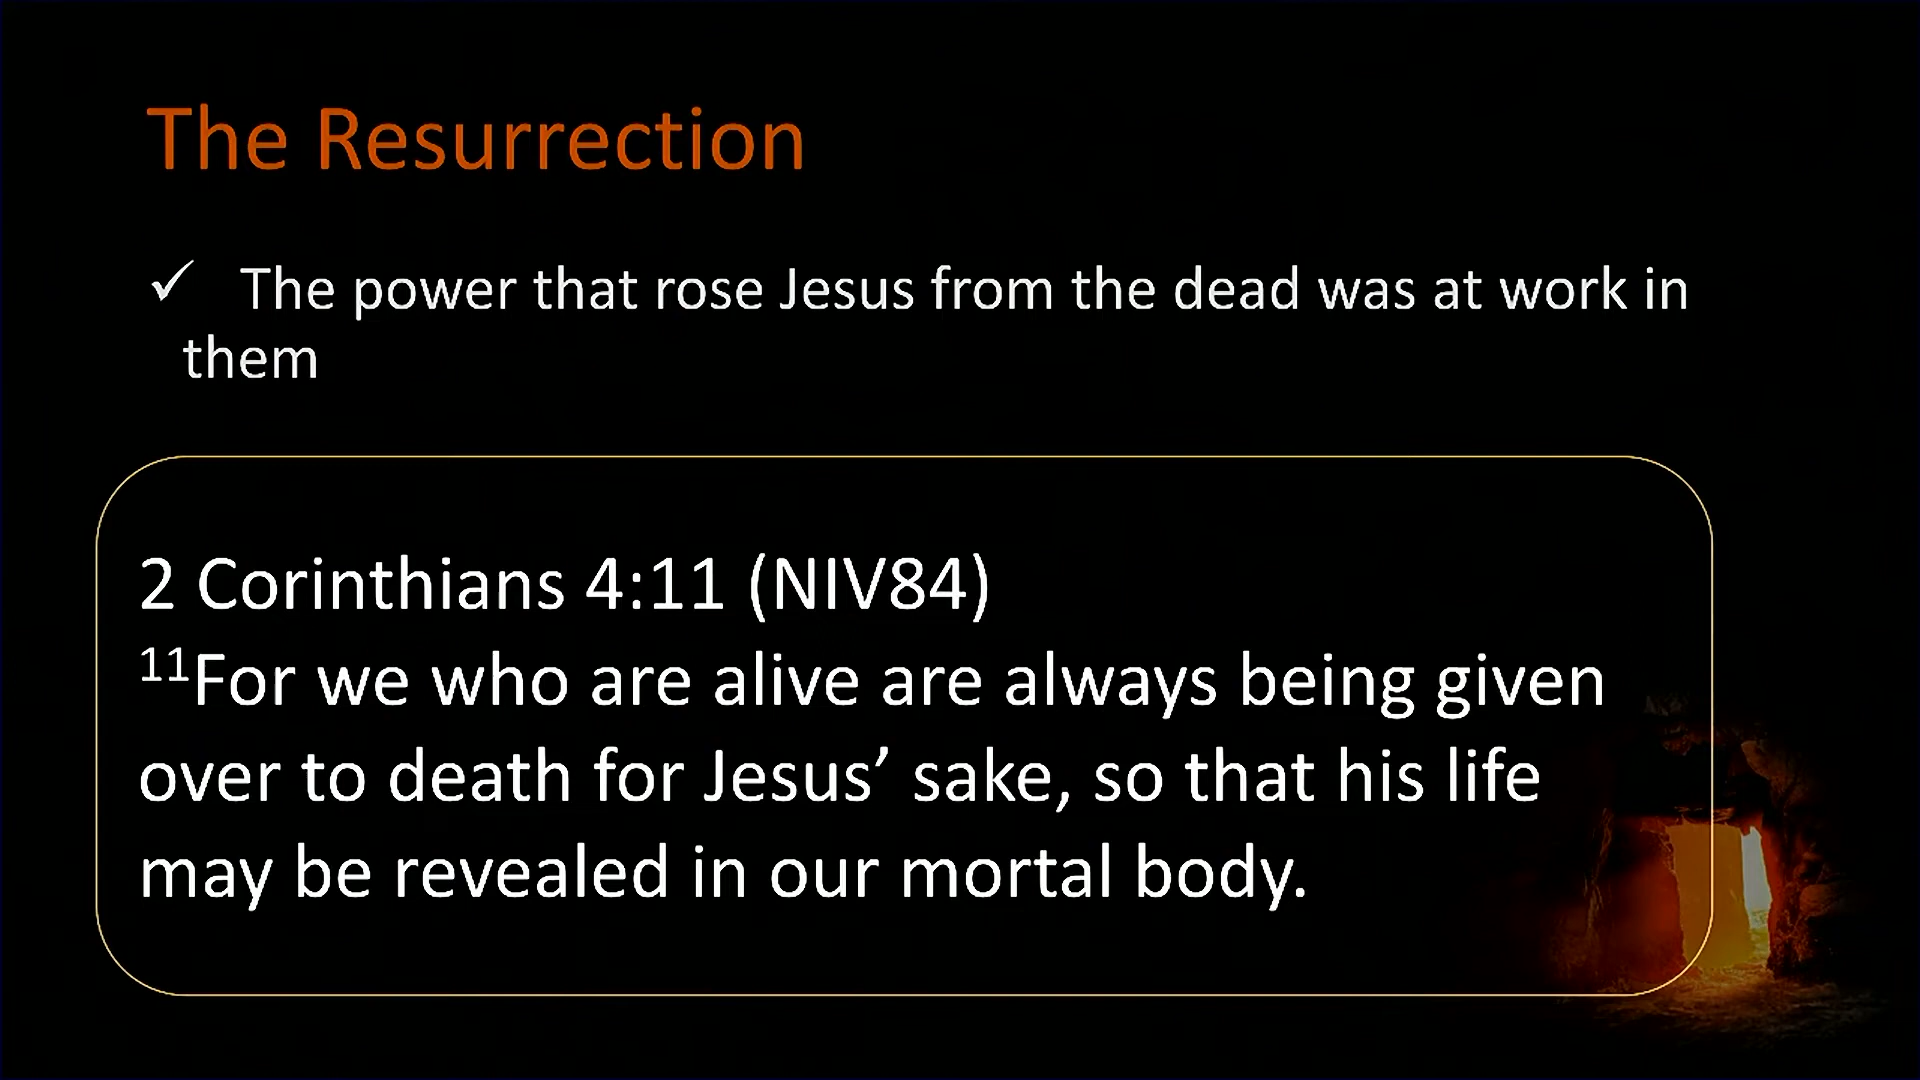 The Resurrection
✓ The power that rose Jesus from the dead was at work in
them
2 Corinthians 4:11 (NIV84)
¹¹For we who are alive are always being given
over to death for Jesus’ sake, so that his life
may be revealed in our mortal body.